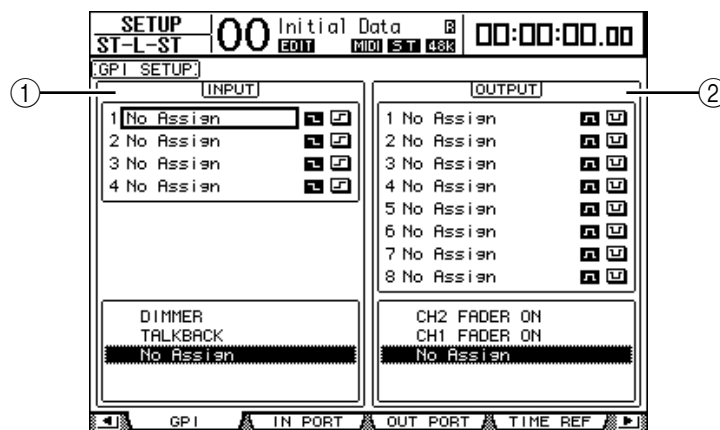 SETUP
ST-L-ST
00
Initial Data
EDIT
MIDI ST 48k
00:00:00.00
GPI SETUP
1
INPUT
1 No Assign
2 No Assign
3 No Assign
4 No Assign
DIMMER
TALKBACK
No Assign
2
OUTPUT
1 No Assign
2 No Assign
3 No Assign
4 No Assign
5 No Assign
6 No Assign
7 No Assign
8 No Assign
CH2 FADER ON
CH1 FADER ON
No Assign
GPI
IN PORT
OUT PORT
TIME REF